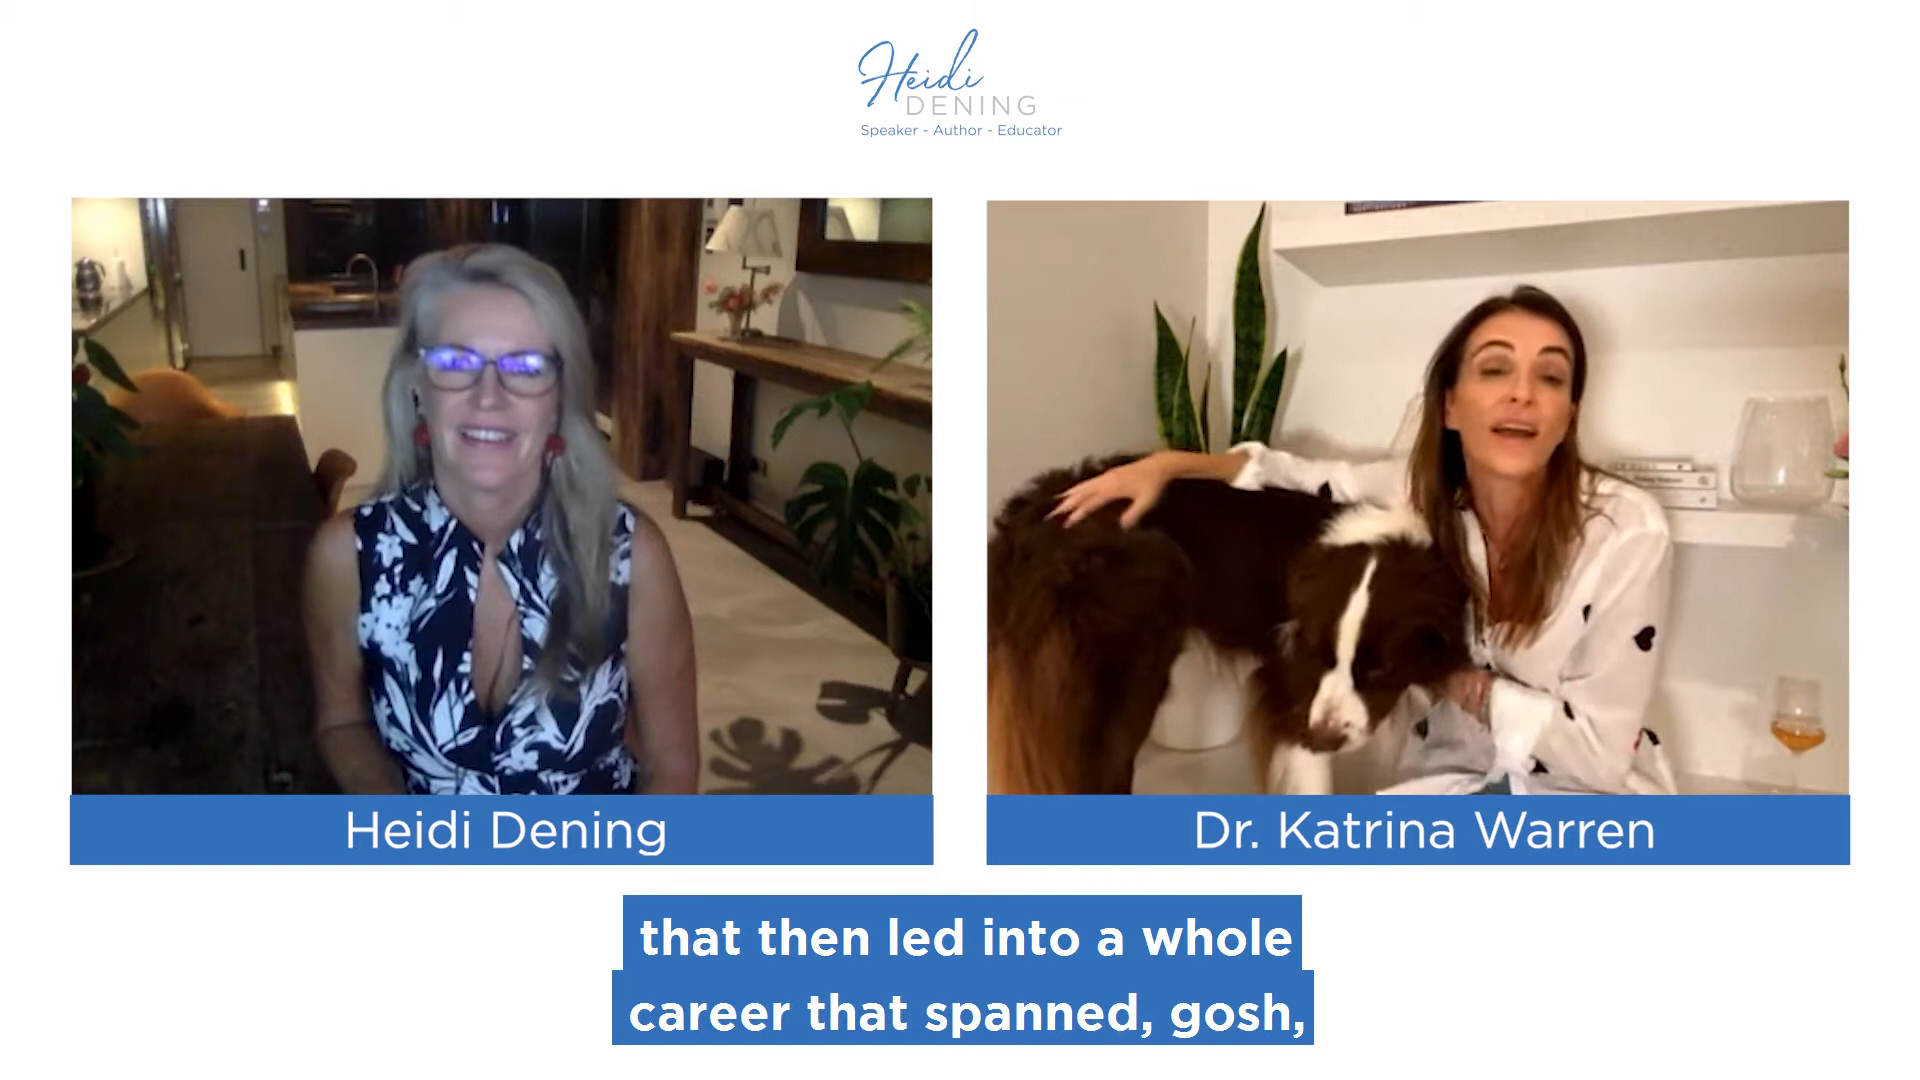 Heidi
DENING
Speaker - Author - Educator
Heidi Dening
Dr. Katrina Warren
that then led into a whole
career that spanned, gosh,